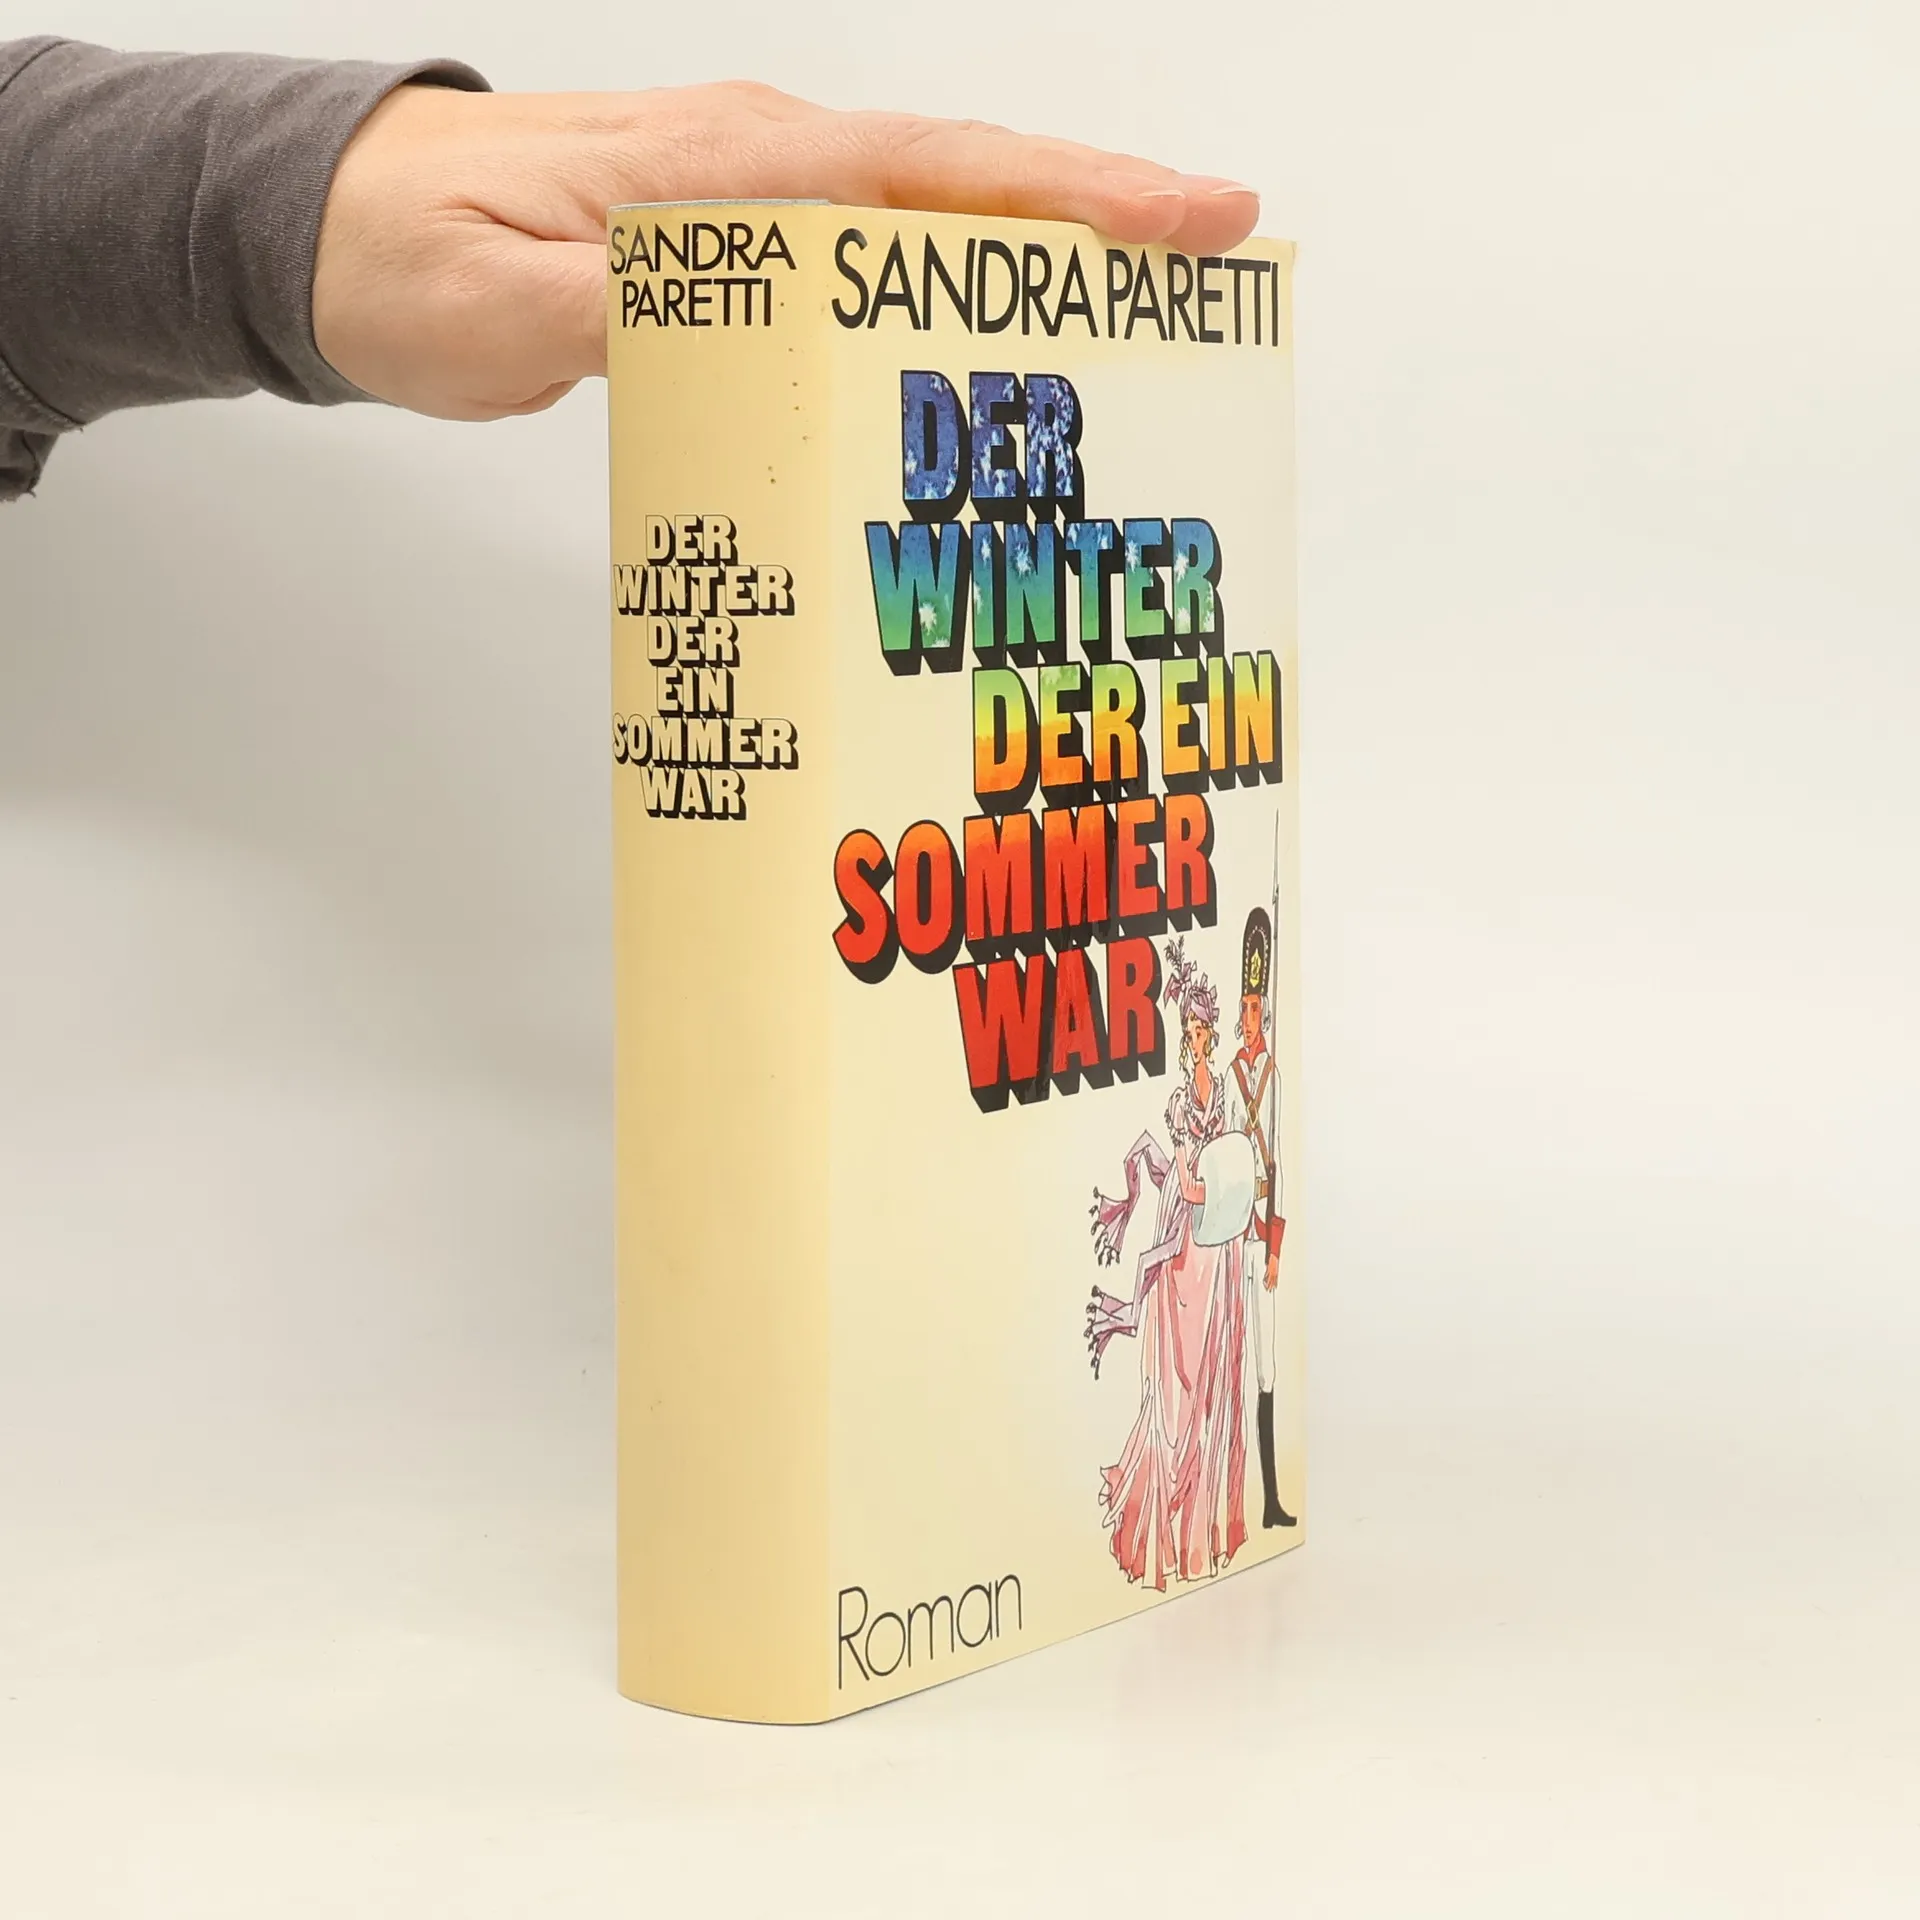 SANDRA
PARETTI
DER
WINTER
DER
EIN
SOMMER
WAR
SANDRA PARETTI
DER
WINTER
DER EIN
SOMMER
WAR
Roman